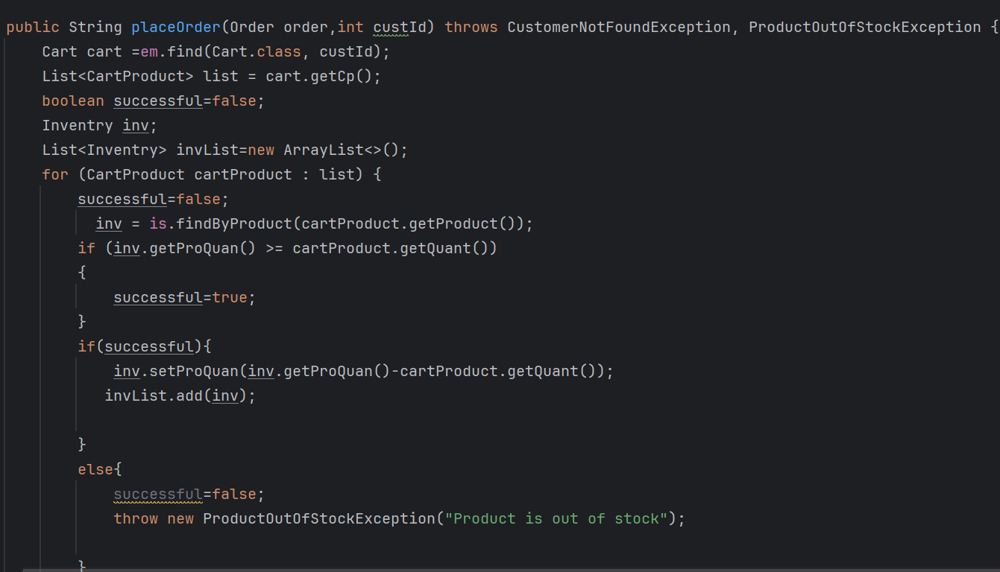 public String placeOrder(Order order,int custId) throws CustomerNotFoundException, ProductOutOfStockException {
    Cart cart =em.find(Cart.class, custId);
    List<CartProduct> list = cart.getCp();
    boolean successful=false;
    Inventry inv;
    List<Inventry> invList=new ArrayList<>();
    for (CartProduct cartProduct : list) {
        successful=false;
          inv = is.findByProduct(cartProduct.getProduct());
        if (inv.getProQuan() >= cartProduct.getQuant())
        {
            successful=true;
        }
        if(successful){
            inv.setProQuan(inv.getProQuan()-cartProduct.getQuant());
           invList.add(inv);
        }
        else{
            successful=false;
            throw new ProductOutOfStockException("Product is out of stock");
        }